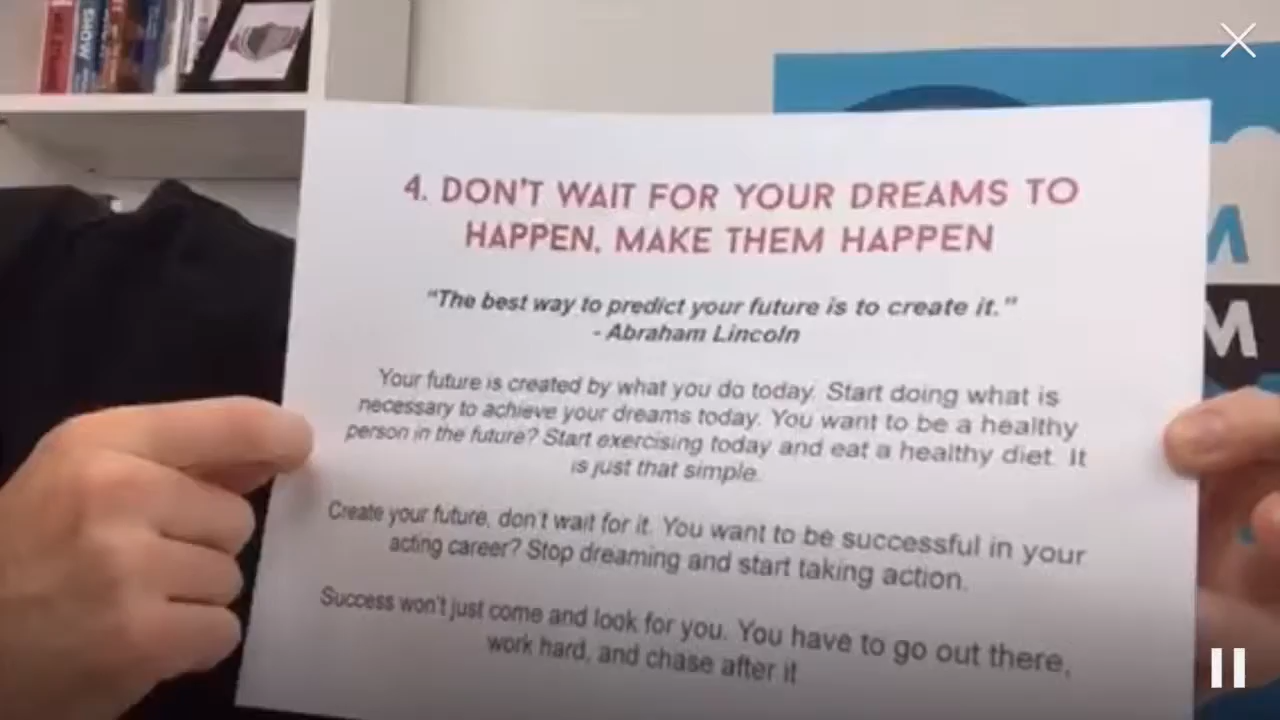 SHOW
4. DON'T WAIT FOR YOUR DREAMS TO
HAPPEN, MAKE THEM HAPPEN
"The best way to predict your future is to create it."
- Abraham Lincoln
Your future is created by what you do today. Start doing what is
necessary to achieve your dreams today. You want to be a healthy
person in the future? Start exercising today and eat a healthy diet. It
is just that simple.
Create your future, don't wait for it. You want to be successful in your
acting career? Stop dreaming and start taking action.
Success won't just come and look for you. You have to go out there,
work hard, and chase after it
M
M